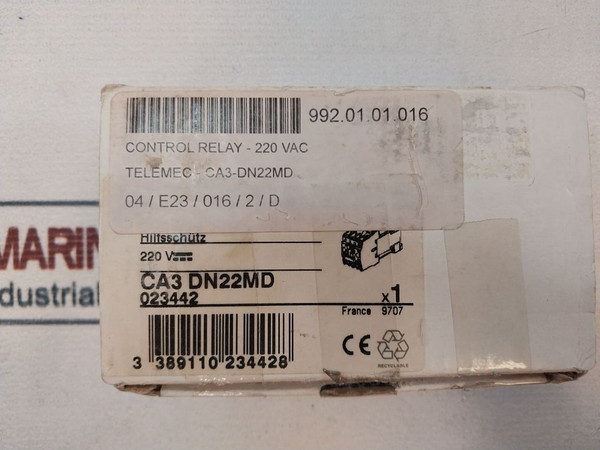 992.01.01.016
CONTROL RELAY - 220 VAC
TELEMEC - CA3-DN22MD
04 / E23 / 016 / 2 / D
Hilfsschütz
220 V
CA3 DN22MD
023442
x1
France 9707
3 389110 234428
CE
RECYCLABLE
MARIN
dustrial